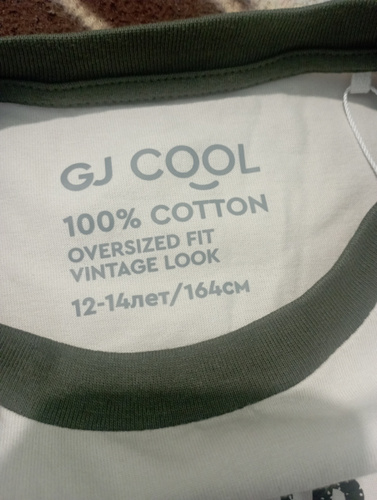 GJ COOL
100% COTTON
OVERSIZED FIT
VINTAGE LOOK
12-14лет/164см